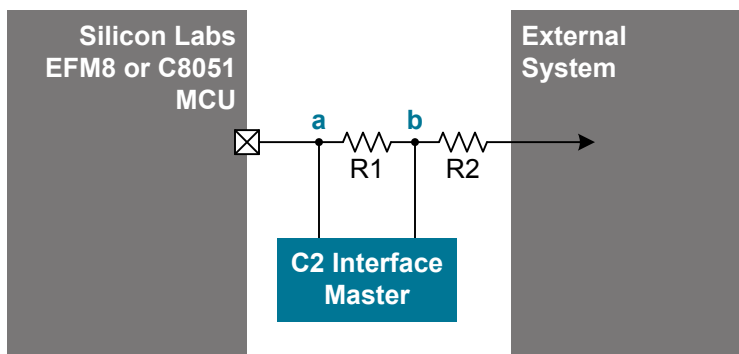 Silicon Labs
EFM8 or C8051
MCU
External
System
a
b
R1
R2
C2 Interface
Master